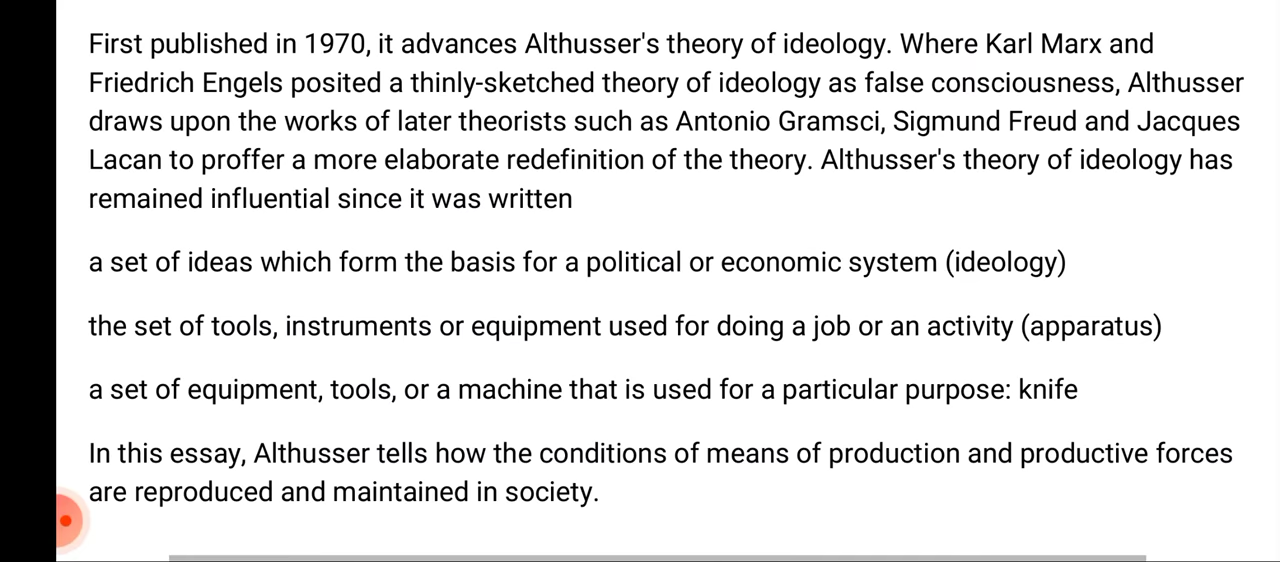 First published in 1970, it advances Althusser's theory of ideology. Where Karl Marx and
Friedrich Engels posited a thinly-sketched theory of ideology as false consciousness, Althusser
draws upon the works of later theorists such as Antonio Gramsci, Sigmund Freud and Jacques
Lacan to proffer a more elaborate redefinition of the theory. Althusser's theory of ideology has
remained influential since it was written
a set of ideas which form the basis for a political or economic system (ideology)
the set of tools, instruments or equipment used for doing a job or an activity (apparatus)
a set of equipment, tools, or a machine that is used for a particular purpose: knife
In this essay, Althusser tells how the conditions of means of production and productive forces
are reproduced and maintained in society.